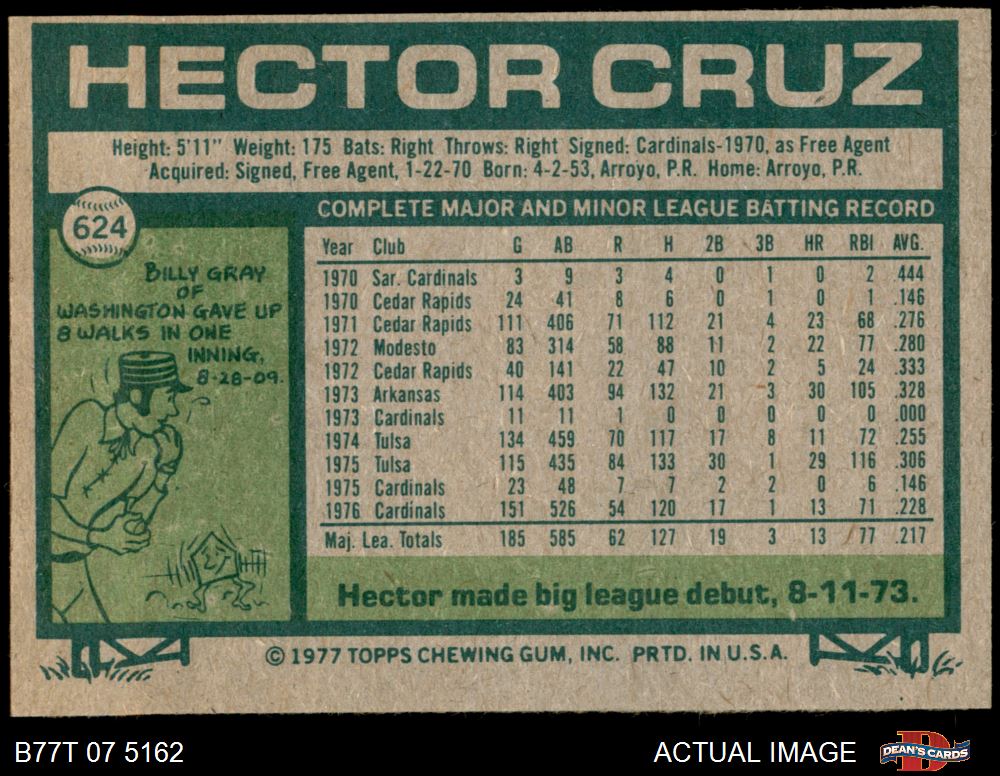 HECTOR CRUZ
Height: 5'11" Weight: 175 Bats: Right Throws: Right Signed: Cardinals-1970, as Free Agent
Acquired: Signed, Free Agent, 1-22-70 Born: 4-2-53, Arroyo, P.R. Home: Arroyo, P.R.
624
BILLY GRAY
OF
WASHINGTON GAVE UP
8 WALKS IN ONE
INNING,
8-28-09.
COMPLETE MAJOR AND MINOR LEAGUE BATTING RECORD
Year Club G AB R H 2B 3B HR RBI AVG.
1970 Sar. Cardinals 3 9 3 4 0 1 0 2 .444
1970 Cedar Rapids 24 41 8 6 0 1 0 1 .146
1971 Cedar Rapids 111 406 71 112 21 4 23 68 .276
1972 Modesto 83 314 58 88 11 2 22 77 .280
1972 Cedar Rapids 40 141 22 47 10 2 5 24 .333
1973 Arkansas 114 403 94 132 21 3 30 105 .328
1973 Cardinals 11 11 1 0 0 0 0 0 .000
1974 Tulsa 134 459 70 117 17 8 11 72 .255
1975 Tulsa 115 435 84 133 30 1 29 116 .306
1975 Cardinals 23 48 7 7 2 2 0 6 .146
1976 Cardinals 151 526 54 120 17 1 13 71 .228
Maj. Lea. Totals 185 585 62 127 19 3 13 77 .217
Hector made big league debut, 8-11-73.
© 1977 TOPPS CHEWING GUM, INC. PRTD. IN U.S.A.
B77T 07 5162
ACTUAL IMAGE
D
DEAN'S CARDS